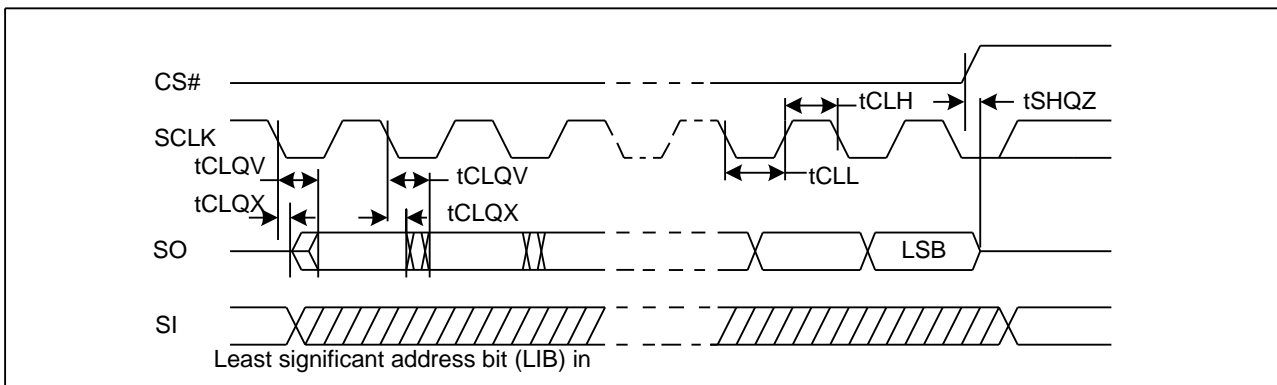 CS#
tCLH
tSHQZ
SCLK
tCLQV
tCLQV
tCLL
tCLQX
tCLQX
SO
LSB
SI
Least significant address bit (LIB) in